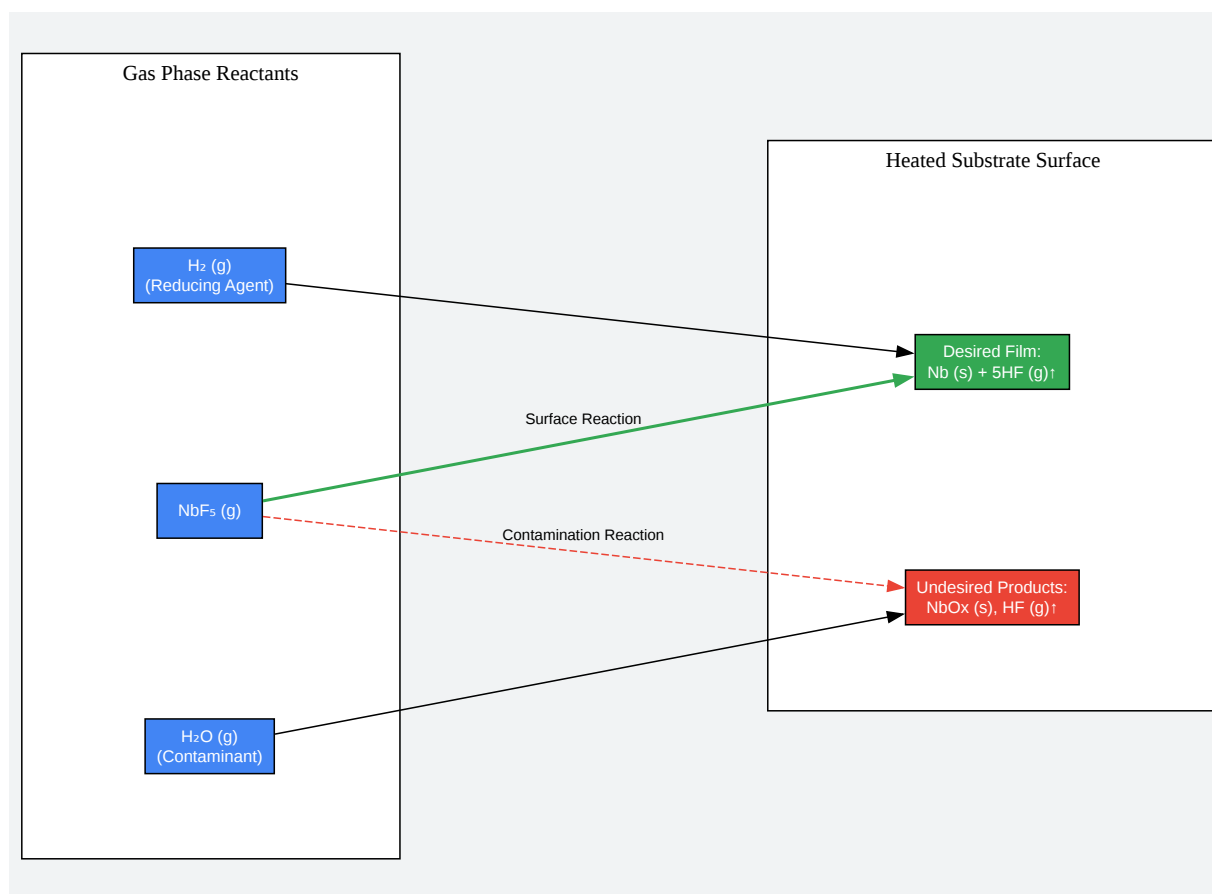 Gas Phase Reactants
Heated Substrate Surface
H₂ (g)
(Reducing Agent)
Desired Film:
Nb (s) + 5HF (g)↑
Surface Reaction
NbF₅ (g)
Contamination Reaction
Undesired Products:
NbOx (s), HF (g)↑
H₂O (g)
(Contaminant)